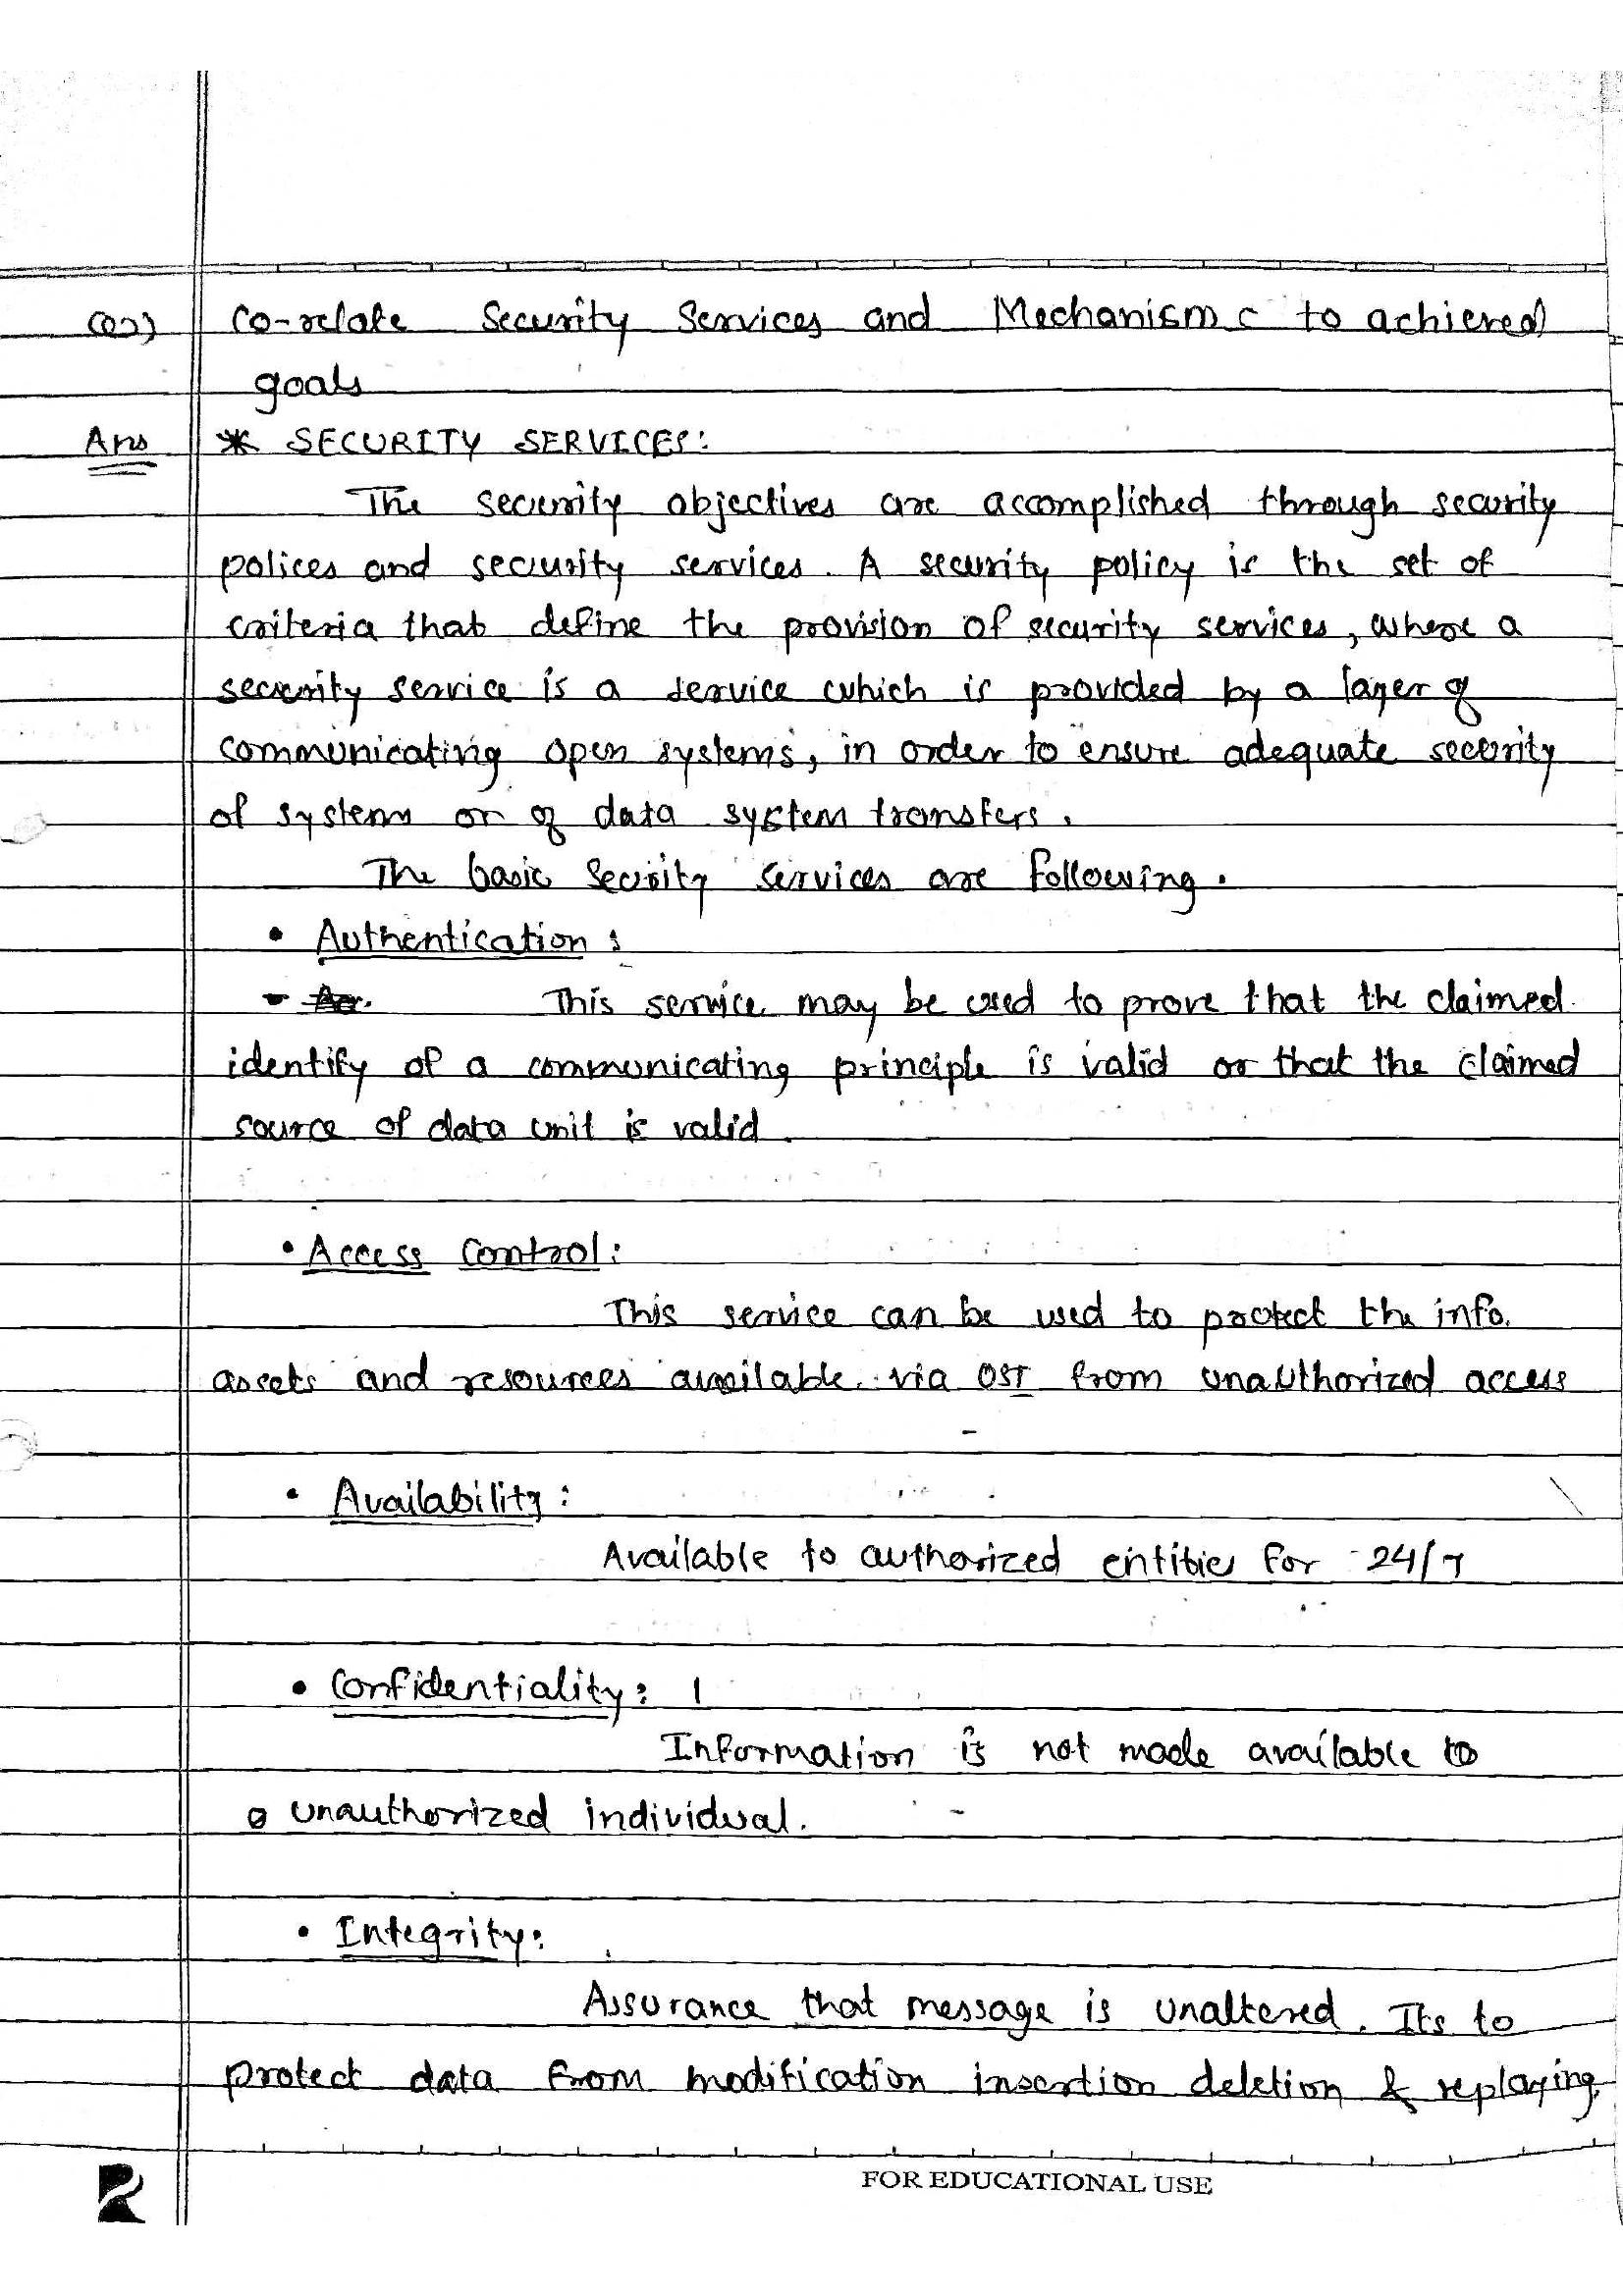 Q2) Co-relate Security Services and Mechanisms to achieved
goals
Ans * SECURITY SERVICES:
The security objectives are accomplished through security
polices and security services. A security policy is the set of
criteria that define the provision of security services, where a
security service is a service which is provided by a layer of
communicating open systems, in order to ensure adequate security
of systems or of data system transfers.
The basic Security services are following.
• Authentication :
- This service may be used to prove that the claimed
identify of a communicating principle is valid or that the claimed
source of data unit is valid
• Access Control:
This service can be used to protect the info.
assets and resources available via OSI from unauthorized access
• Availability:
Available to authorized entities for 24/7
• Confidentiality:
Information is not made available to
unauthorized individual.
• Integrity:
Assurance that message is unaltered. Its to
protect data from modification insertion deletion & replaying
FOR EDUCATIONAL USE